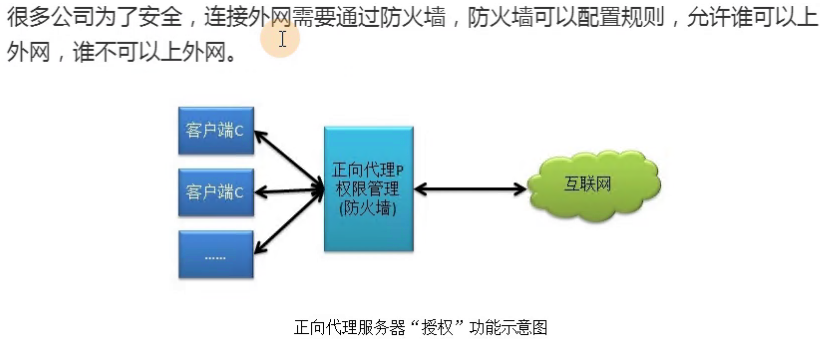 很多公司为了安全，连接外网需要通过防火墙，防火墙可以配置规则，允许谁可以上
外网，谁不可以上外网。
客户端C
客户端C
……
正向代理P
权限管理
(防火墙)
互联网
正向代理服务器“授权”功能示意图